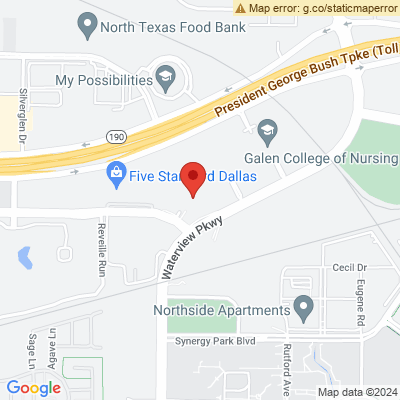 Map error: g.co/staticmaperror
North Texas Food Bank
President George Bush Tpke (Toll
My Possibilities
Silverglen Dr
190
Galen College of Nursing
Five Sta
d Dallas
Waterview Pkwy
Reveille Run
Cecil Dr
Eugene Rd
Northside Apartments
Synergy Park Blvd
Rutford Ave
Agave Ln
Sage Ln
Google
Map data ©2024